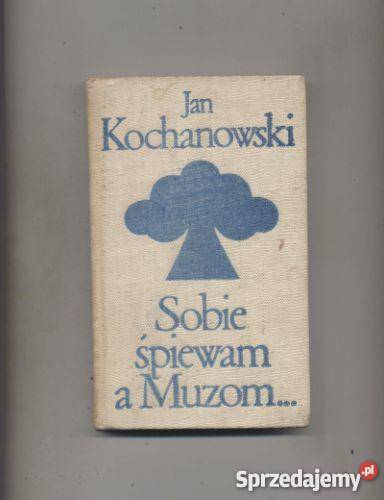 Jan
Kochanowski
Sobie
śpiewam
a Muzom...
Sprzedajemy.pl